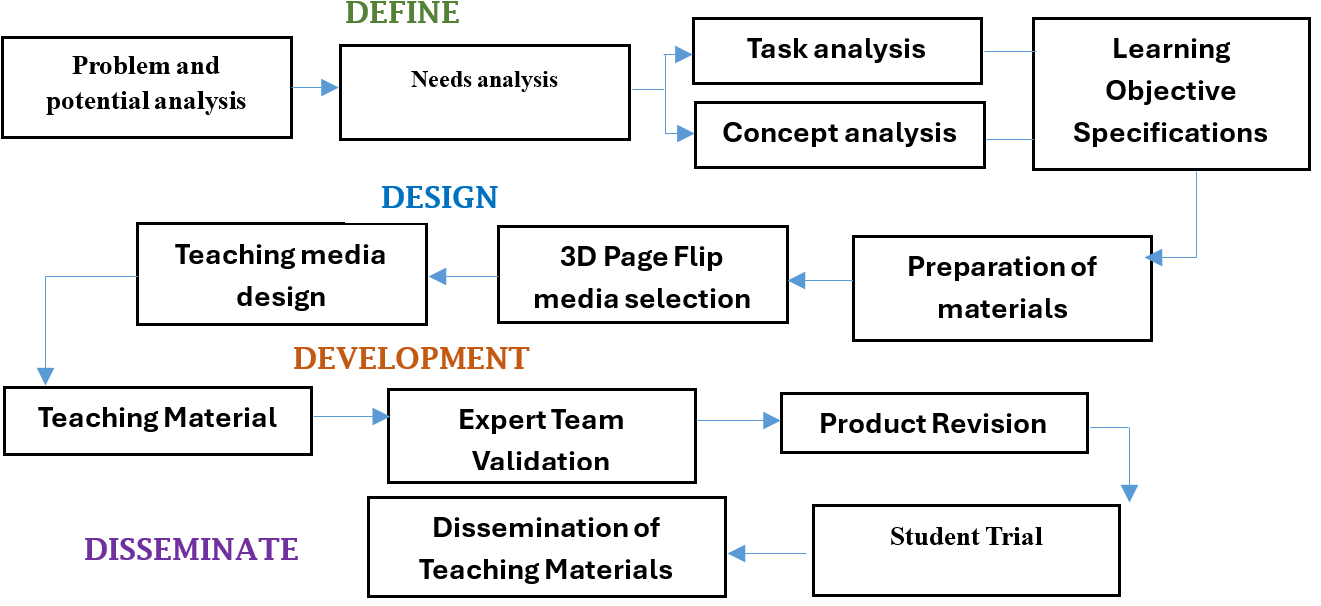 DEFINE
Problem and
potential analysis
Needs analysis
Task analysis
Concept analysis
Learning
Objective
Specifications
DESIGN
Teaching media
design
3D Page Flip
media selection
Preparation of
materials
DEVELOPMENT
Teaching Material
Expert Team
Validation
Product Revision
DISSEMINATE
Dissemination of
Teaching Materials
Student Trial